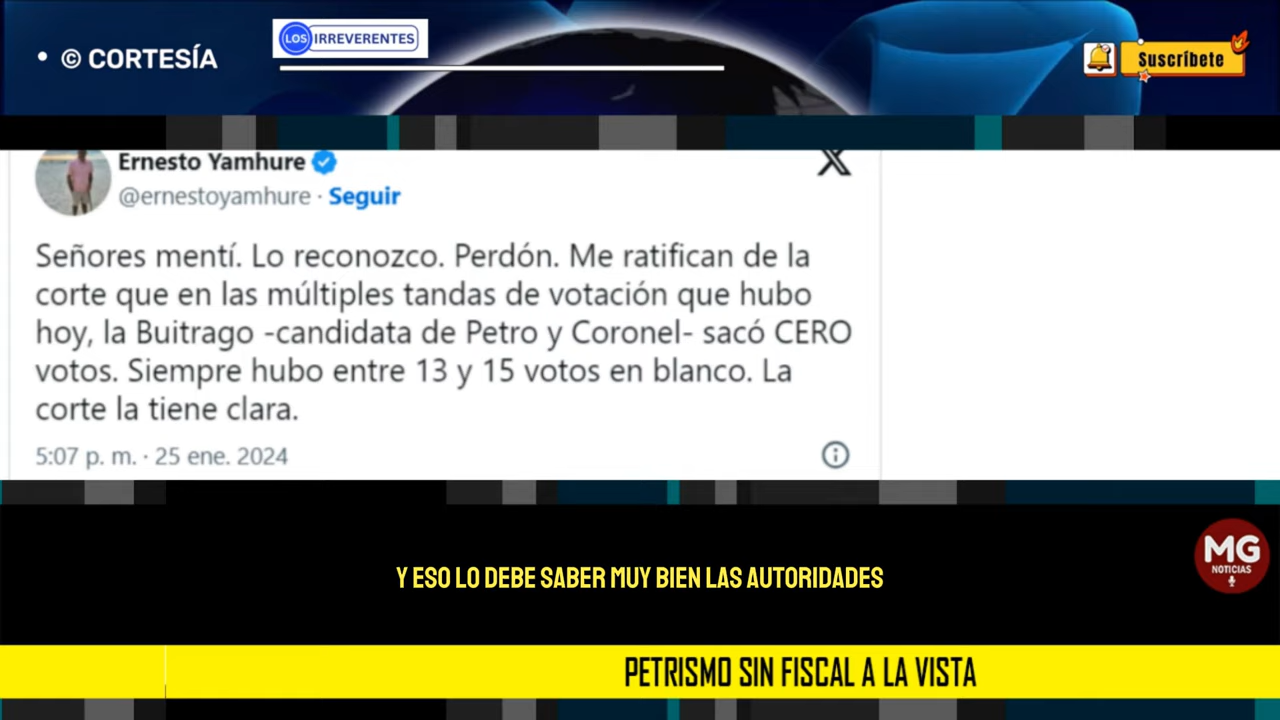 • © CORTESÍA
LOS IRREVERENTES
Suscríbete
Ernesto Yamhure
@ernestoyamhure · Seguir
X
Señores mentí. Lo reconozco. Perdón. Me ratifican de la
corte que en las múltiples tandas de votación que hubo
hoy, la Buitrago -candidata de Petro y Coronel- sacó CERO
votos. Siempre hubo entre 13 y 15 votos en blanco. La
corte la tiene clara.
5:07 p. m. · 25 ene. 2024
Y ESO LO DEBE SABER MUY BIEN LAS AUTORIDADES
MG
NOTICIAS
PETRISMO SIN FISCAL A LA VISTA